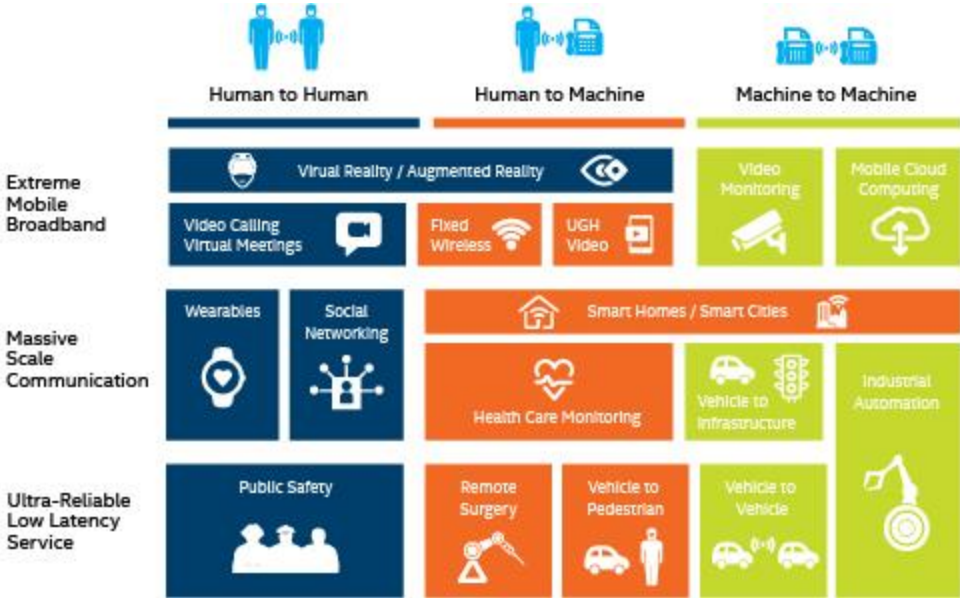 Human to Human
Human to Machine
Machine to Machine
Extreme
Mobile
Broadband
Virual Reality / Augmented Reality
Video
Monitoring
Mobile Cloud
Computing
Video Calling
Virtual Meetings
Fixed
Wireless
UGH
Video
Massive
Scale
Communication
Wearables
Social
Networking
Smart Homes / Smart Cities
Health Care Monitoring
Vehicle to
Infrastructure
Industrial
Automation
Ultra-Reliable
Low Latency
Service
Public Safety
Remote
Surgery
Vehicle to
Pedestrian
Vehicle to
Vehicle